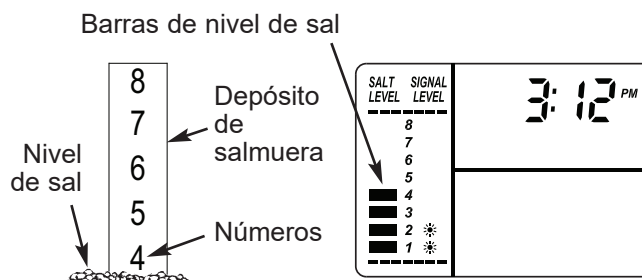 Barras de nivel de sal
8
7
6
5
4
Depósito
de
salmuera
Nivel
de sal
Números
SALT LEVEL
SIGNAL LEVEL
8
7
6
5
4
3
2
1
3:12 PM